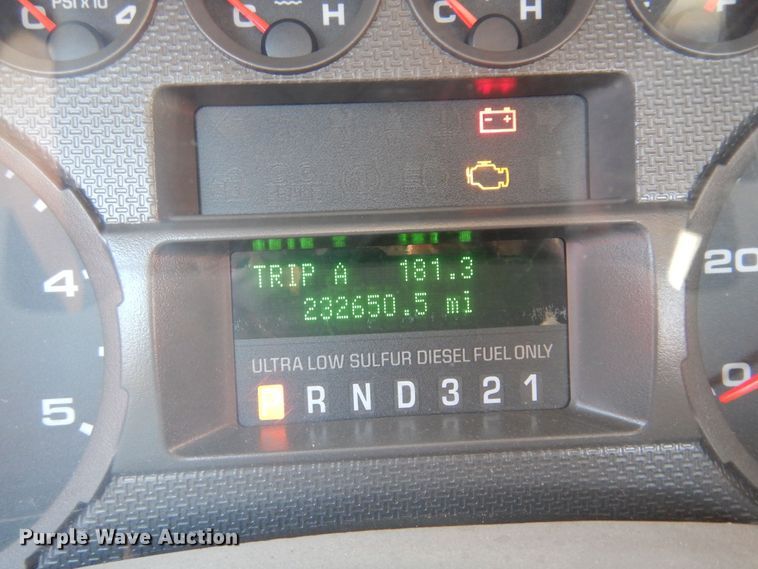 C PSI X 10 4
C H
C H
F
TRIP A 181.3
232650.5 mi
ULTRA LOW SULFUR DIESEL FUEL ONLY
P R N D 3 2 1
4
5
20
0
Purple Wave Auction